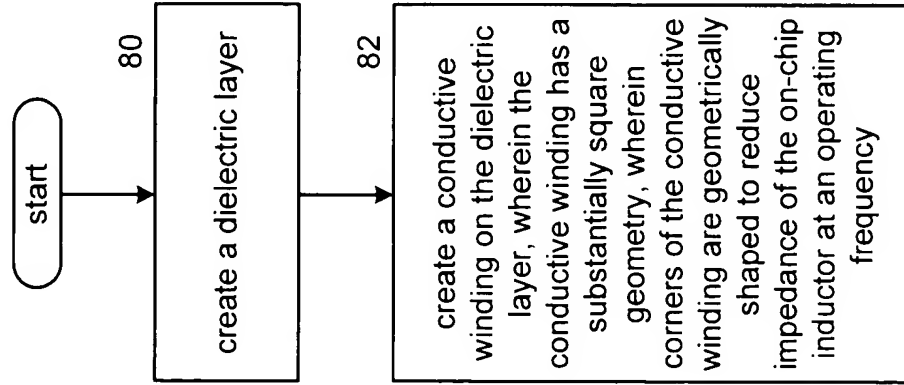 start
80
create a dielectric layer
82
create a conductive
winding on the dielectric
layer, wherein the
conductive winding has a
substantially square
geometry, wherein
corners of the conductive
winding are geometrically
shaped to reduce
impedance of the on-chip
inductor at an operating
frequency